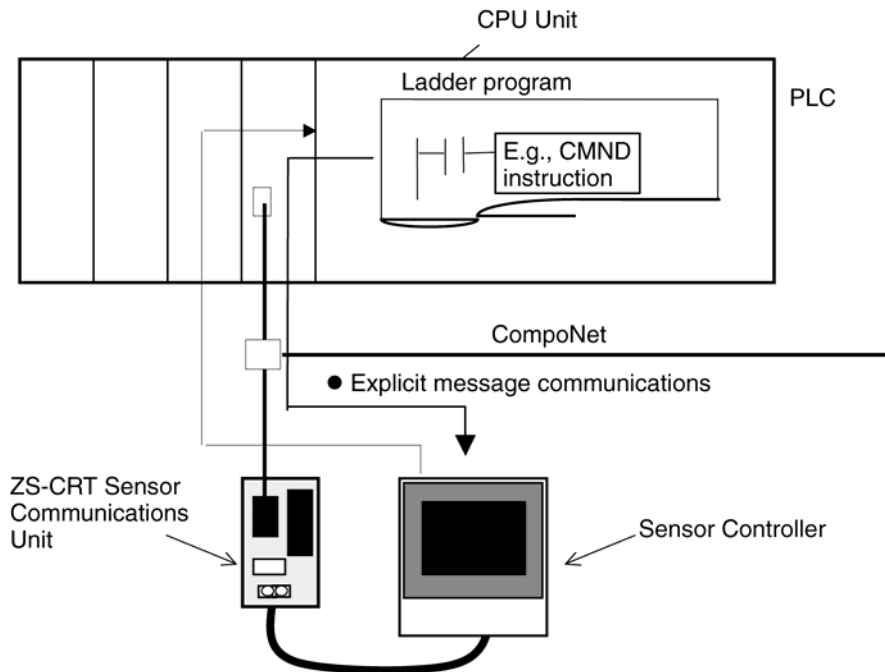 CPU Unit
Ladder program
PLC
E.g., CMND
instruction
CompoNet
● Explicit message communications
ZS-CRT Sensor
Communications
Unit
Sensor Controller